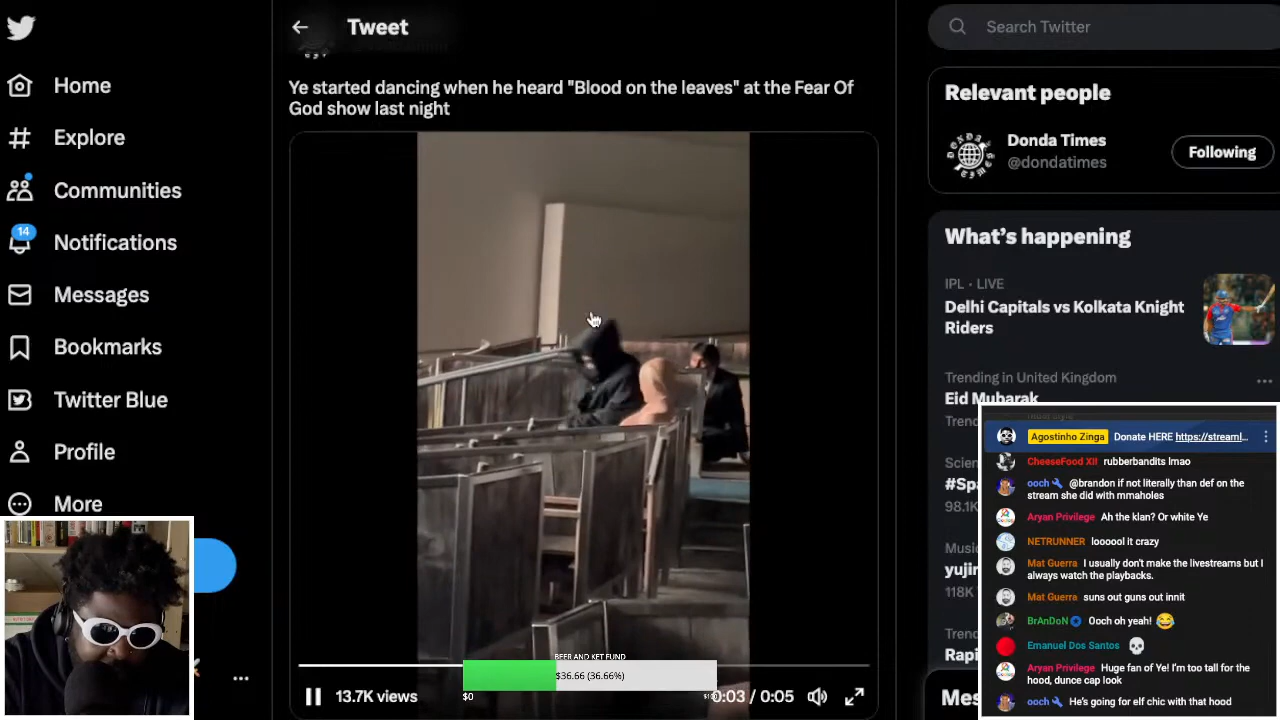 Tweet
Search Twitter
Home
Explore
Communities
14
Notifications
Messages
Bookmarks
Twitter Blue
Profile
More
Ye started dancing when he heard "Blood on the leaves" at the Fear Of
God show last night
BEER AND KET FUND
$36.66 (36.66%)
$0
13.7K views
0:03 / 0:05
Relevant people
Donda Times
@dondatimes
Following
What's happening
IPL · LIVE
Delhi Capitals vs Kolkata Knight
Riders
Trending in United Kingdom
Eid Mubarak
Agostinho Zinga Donate HERE https://streaml...
CheeseFood XII rubberbandits lmao
ooch @brandon if not literally than def on the
stream she did with mmaholes
Aryan Privilege Ah the klan? Or white Ye
NETRUNNER loooool it crazy
Mat Guerra I usually don't make the livestreams but I
always watch the playbacks.
Mat Guerra suns out guns out innit
BrAnDoN Ooch oh yeah!
Emanuel Dos Santos
Aryan Privilege Huge fan of Ye! I'm too tall for the
hood, dunce cap look
ooch He's going for elf chic with that hood
98.1K
118K